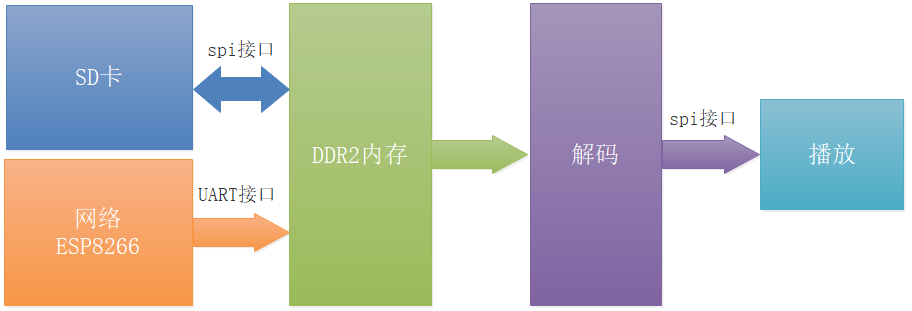 SD卡
spi接口
网络
ESP8266
UART接口
DDR2内存
解码
spi接口
播放